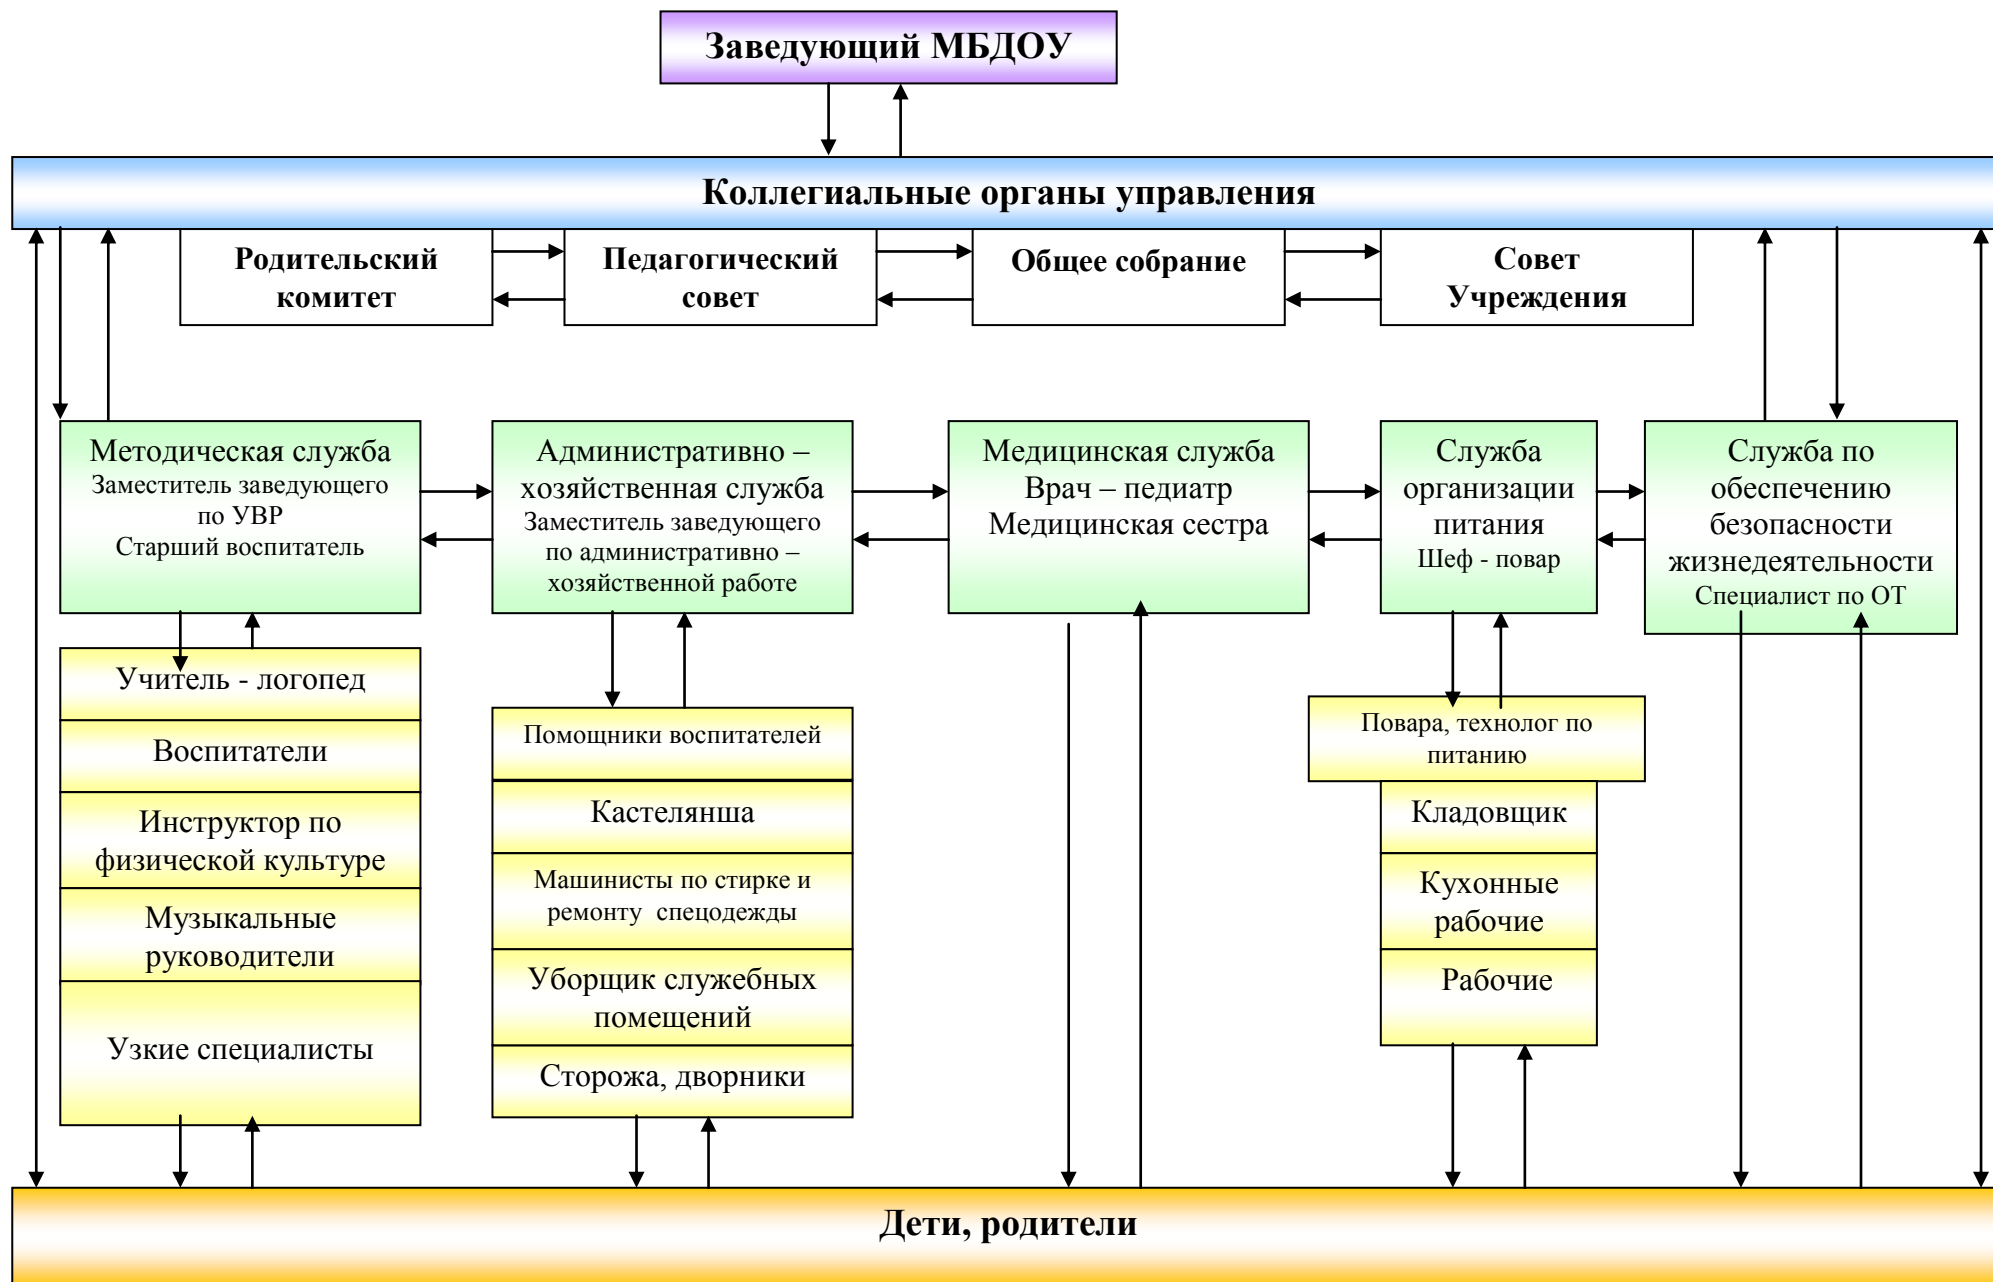 Заведующий МБДОУ
Коллегиальные органы управления
Родительский
комитет
Педагогический
совет
Общее собрание
Совет
Учреждения
Методическая служба
Заместитель заведующего
по УВР
Старший воспитатель
Административно –
хозяйственная служба
Заместитель заведующего
по административно –
хозяйственной работе
Медицинская служба
Врач – педиатр
Медицинская сестра
Служба
организации
питания
Шеф - повар
Служба по
обеспечению
безопасности
жизнедеятельности
Специалист по ОТ
Учитель - логопед
Воспитатели
Инструктор по
физической культуре
Музыкальные
руководители
Узкие специалисты
Помощники воспитателей
Кастелянша
Машинисты по стирке и
ремонту  спецодежды
Уборщик служебных
помещений
Сторожа, дворники
Повара, технолог по
питанию
Кладовщик
Кухонные
рабочие
Рабочие
Дети, родители